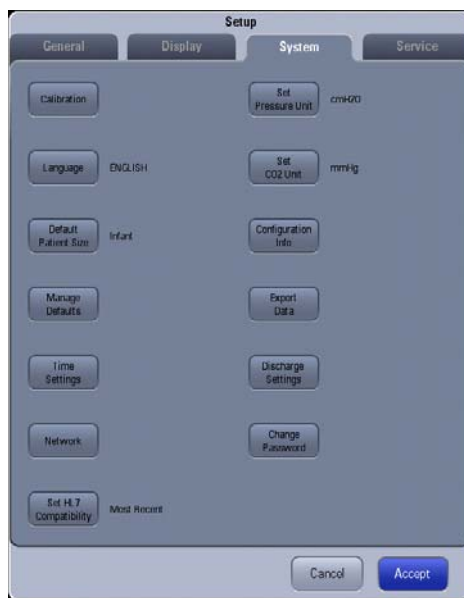 Setup
General Display System Service
Calibration
Set
Pressure Unit
cmH2O
Language ENGLISH
Set
CO2 Unit
mmHg
Default
Patient Size
Infant
Configuration
Info
Manage
Defaults
Export
Data
Time
Settings
Discharge
Settings
Network
Change
Password
Set HL7
Compatibility
Most Recent
Cancel Accept